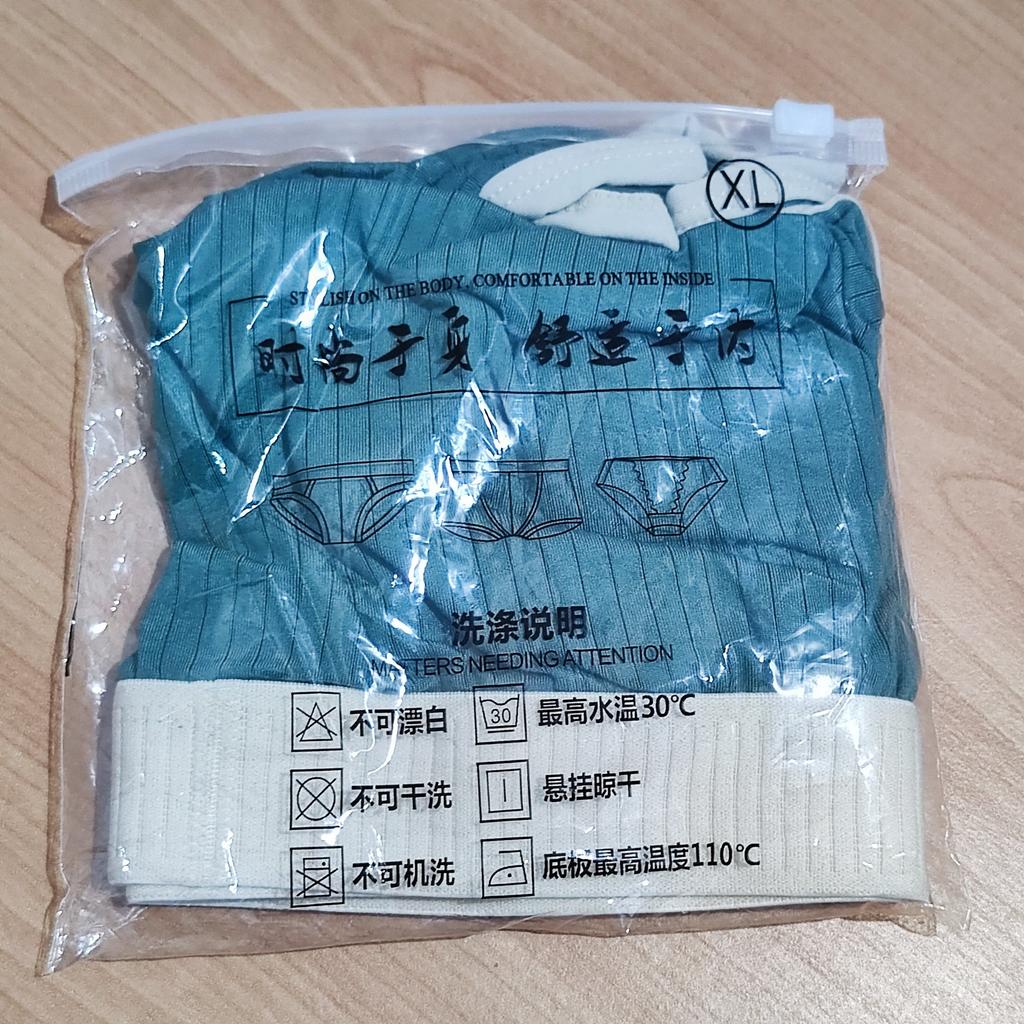 XL
STYLISH ON THE BODY. COMFORTABLE ON THE INSIDE
时尚于身 舒适于内
洗涤说明
MATTERS NEEDING ATTENTION
不可漂白 30 最高水温30℃
不可干洗 悬挂晾干
不可机洗 底板最高温度110℃